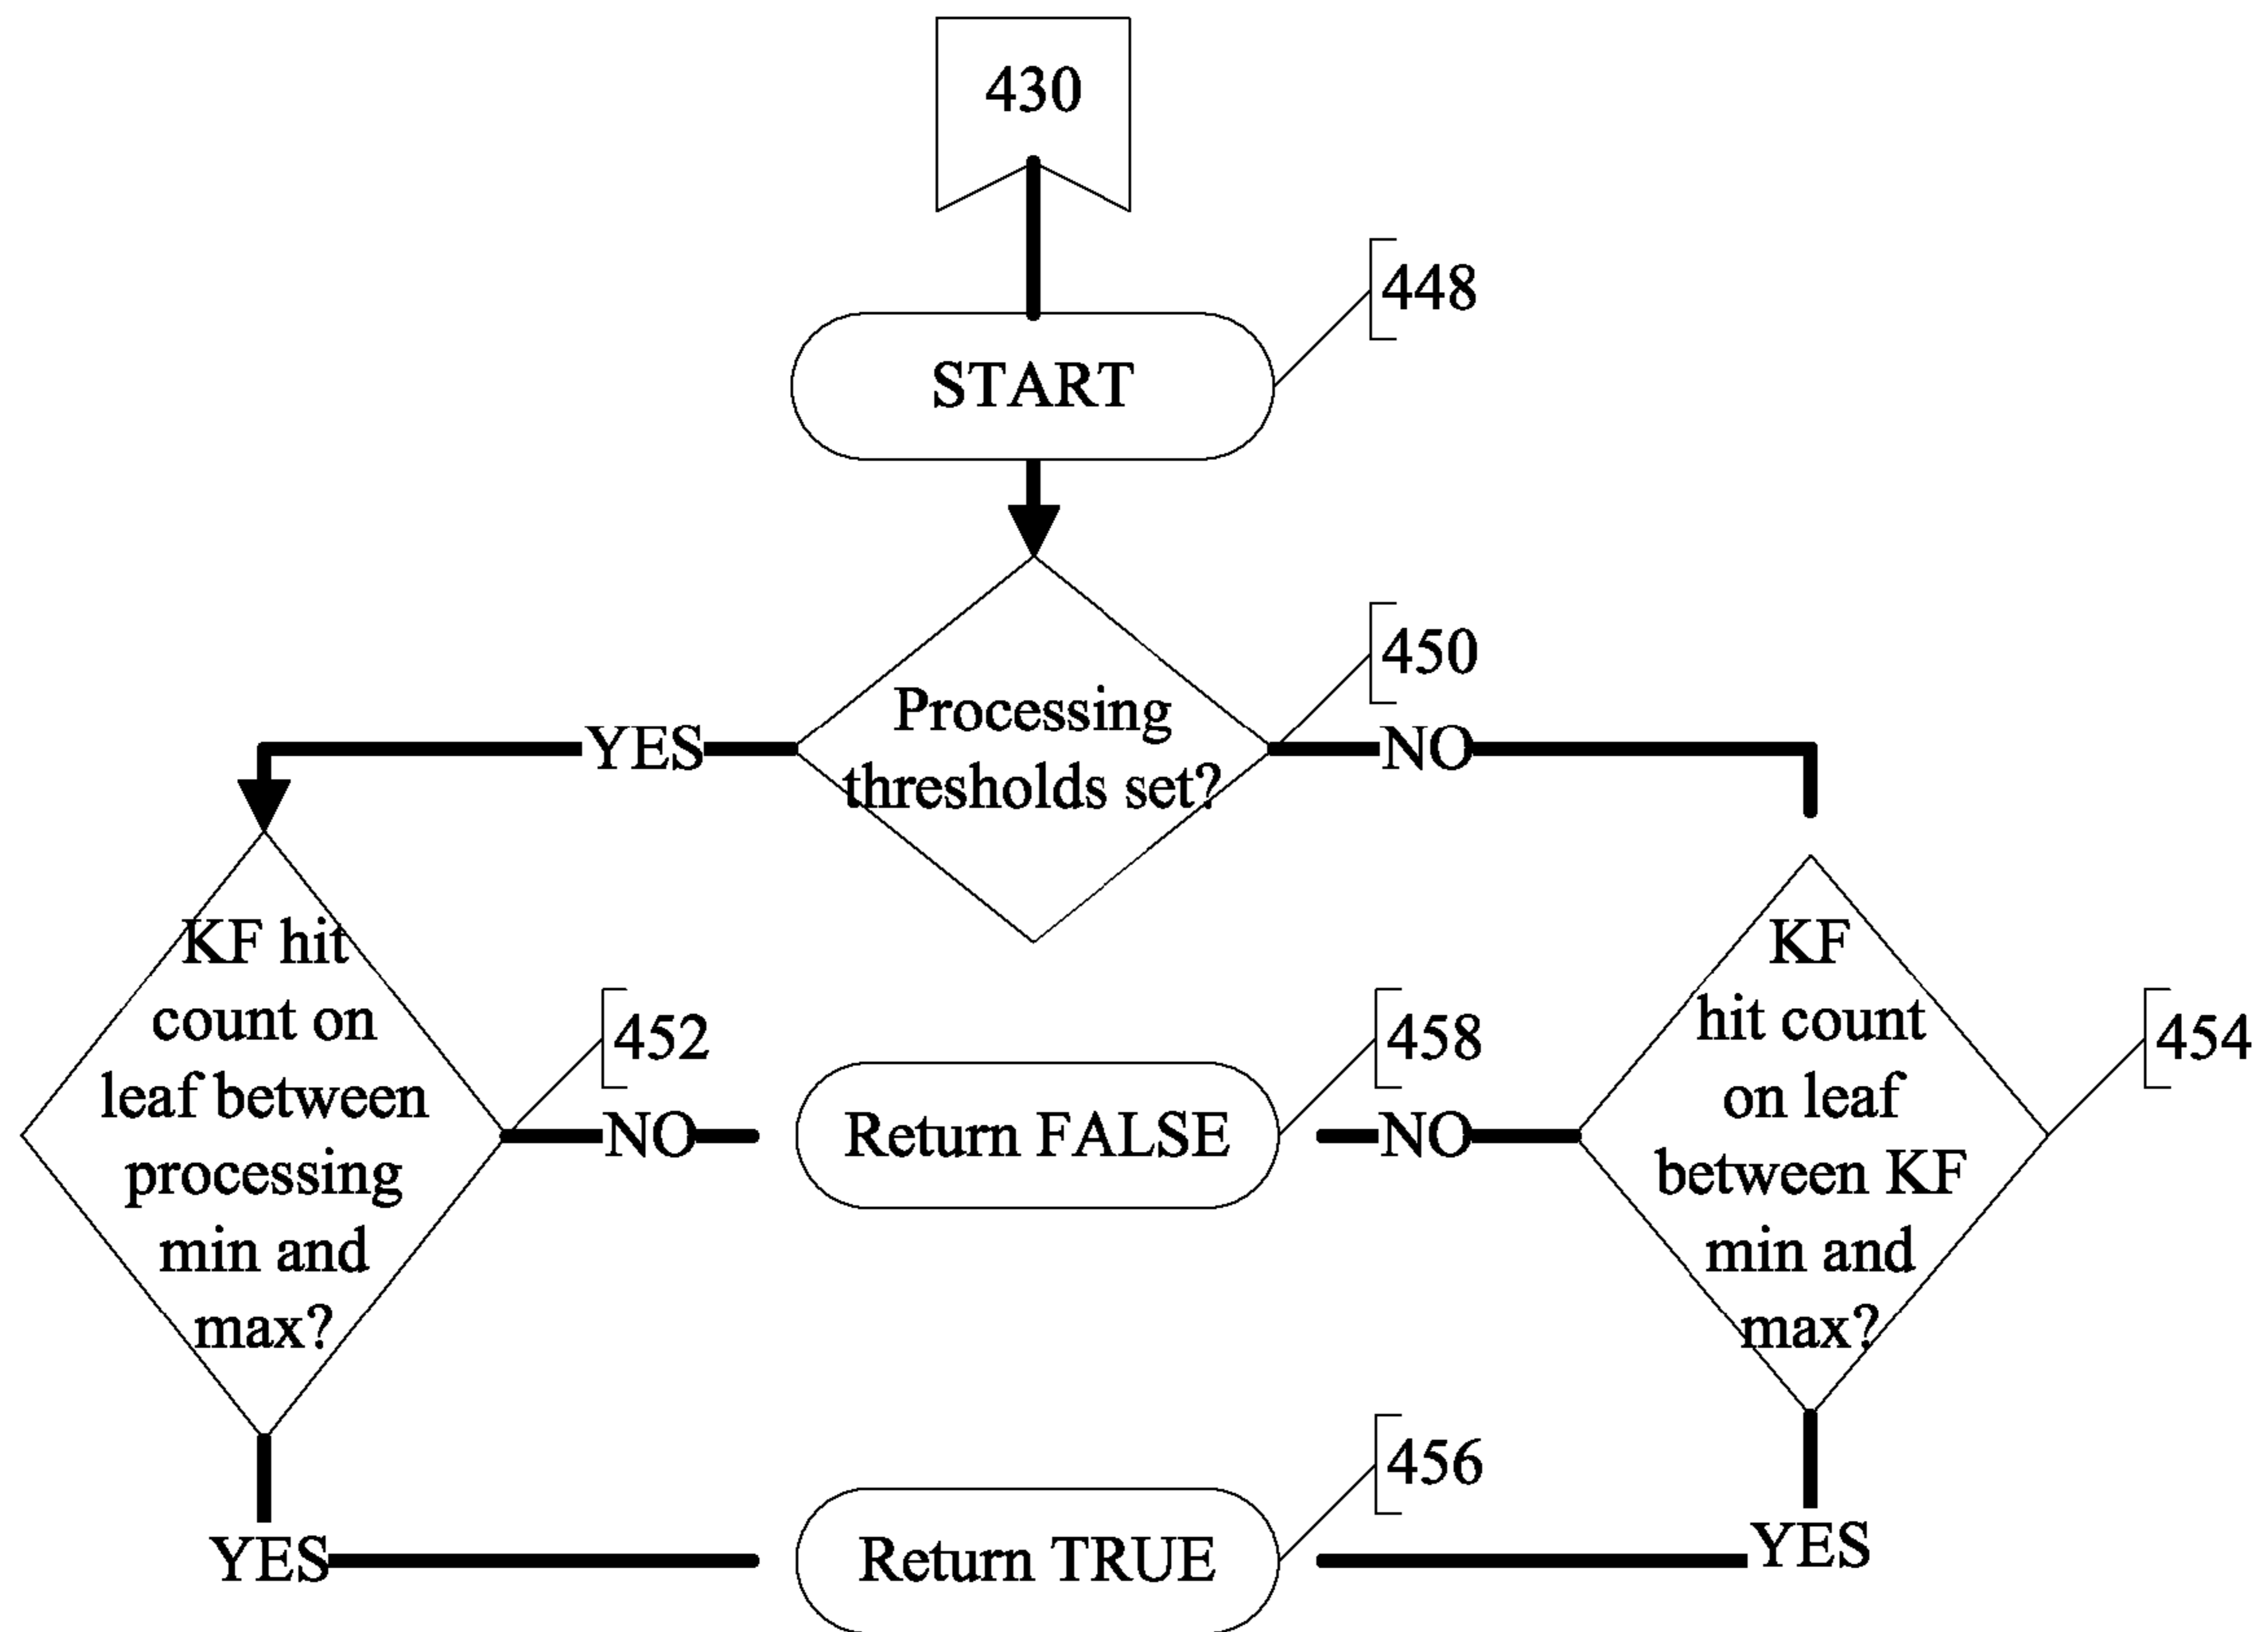 430
448
START
450
Processing
thresholds set?
YES
NO
KF hit
count on
leaf between
processing
min and
max?
452
NO
Return FALSE
458
NO
KF
hit count
on leaf
between KF
min and
max?
454
YES
Return TRUE
456
YES